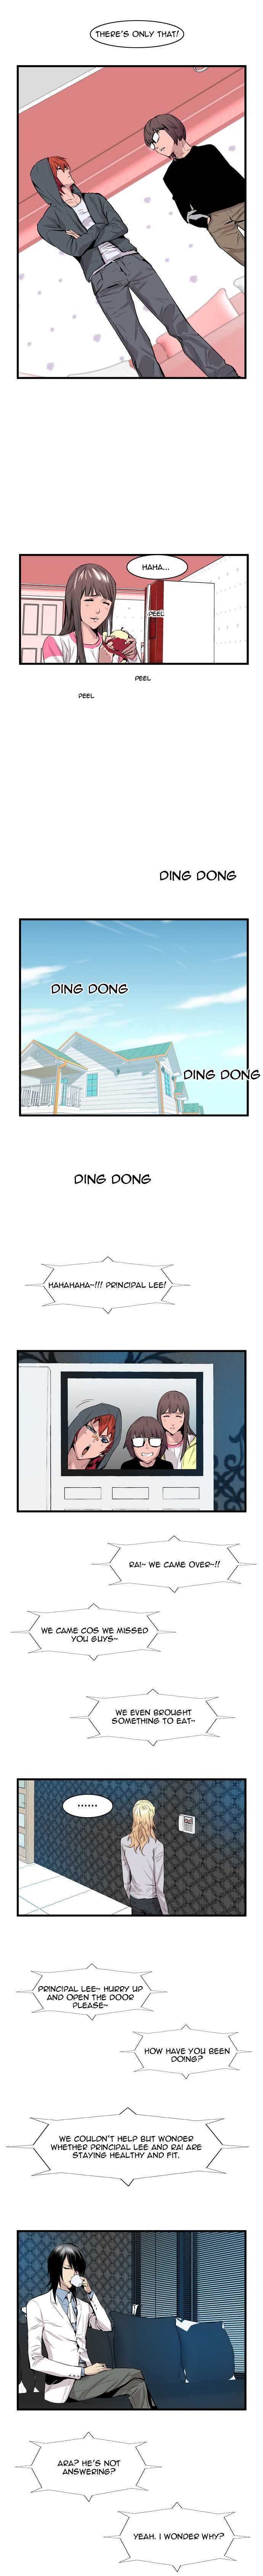 THERE'S ONLY THAT!
HAHA...
PEEL
PEEL
PEEL
DING DONG
DING DONG
DING DONG
DING DONG
HAHAHAHA~!!! PRINCIPAL LEE!
RAI~ WE CAME OVER~!!
WE CAME COS WE MISSED
YOU GUYS~
WE EVEN BROUGHT
SOMETHING TO EAT~
......
PRINCIPAL LEE~ HURRY UP
AND OPEN THE DOOR
PLEASE~
HOW HAVE YOU BEEN
DOING?
WE COULDN'T HELP BUT WONDER
WHETHER PRINCIPAL LEE AND RAI ARE
STAYING HEALTHY AND FIT.
ARA? HE'S NOT
ANSWERING?
YEAH. I WONDER WHY?